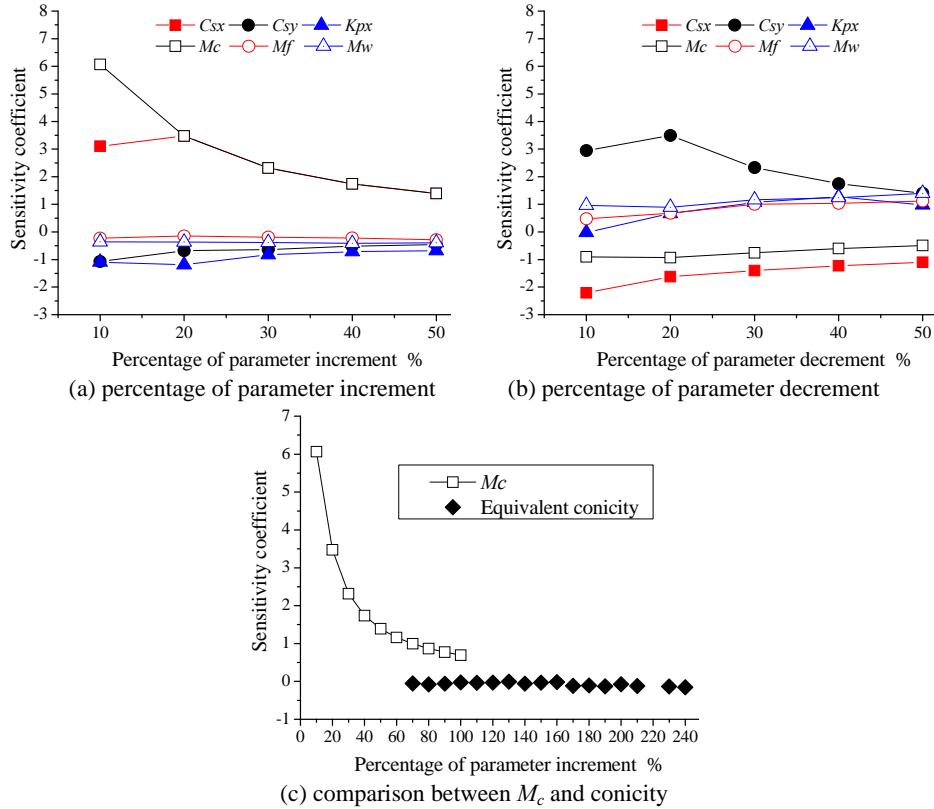 Csx Csy Kpx
Mc Mf Mw
7
6
5
4
3
2
1
0
-1
-2
-3
Sensitivity coefficient
10 20 30 40 50
Percentage of parameter increment %
(a) percentage of parameter increment
Csx Csy Kpx
Mc Mf Mw
8
7
6
5
4
3
2
1
0
-1
-2
-3
Sensitivity coefficient
10 20 30 40 50
Percentage of parameter decrement %
(b) percentage of parameter decrement
7
6
5
4
3
2
1
0
-1
Sensitivity coefficient
Mc
Equivalent conicity
0 20 40 60 80 100 120 140 160 180 200 220 240
Percentage of parameter increment %
(c) comparison between Mc and conicity